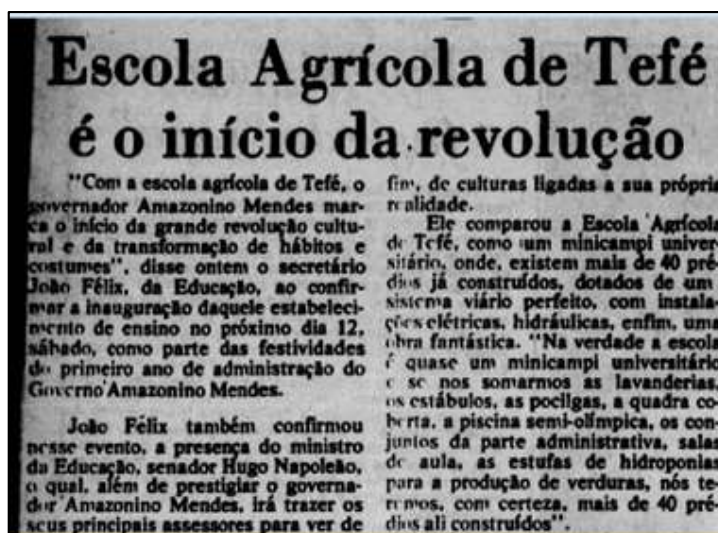 Escola Agrícola de Tefé
é o início da revolução
"Com a escola agrícola de Tefé, o
governador Amazonino Mendes mar-
ca o início da grande revolução cultu-
ral e da transformação de hábitos e
costumes", disse ontem o secretário
João Félix, da Educação, ao confir-
mar a inauguração daquele estabeleci-
mento de ensino no próximo dia 12,
sábado, como parte das festividades
do primeiro ano de administração do
Governo Amazonino Mendes.
João Félix também confirmou
nesse evento, a presença do ministro
da Educação, senador Hugo Napoleão,
o qual, além de prestigiar o governa-
dor Amazonino Mendes, irá trazer os
seus principais assessores para ver de
fim, de culturas ligadas a sua própria
realidade.
Ele comparou a Escola Agrícola
de Tefé, como um minicampi univer-
sitário, onde, existem mais de 40 pré-
dios já construídos, dotados de um
sistema viário perfeito, com instala-
ções elétricas, hidráulicas, enfim, uma
obra fantástica. "Na verdade a escola
é quase um minicampi universitário
e se nos somarmos as lavanderias,
os estábulos, as pocilgas, a quadra co-
berta, a piscina semi-olímpica, os con-
juntos da parte administrativa, salas
de aula, as estufas de hidroponias
para a produção de verduras, nós te-
remos, com certeza, mais de 40 pré-
dios ali construídos".